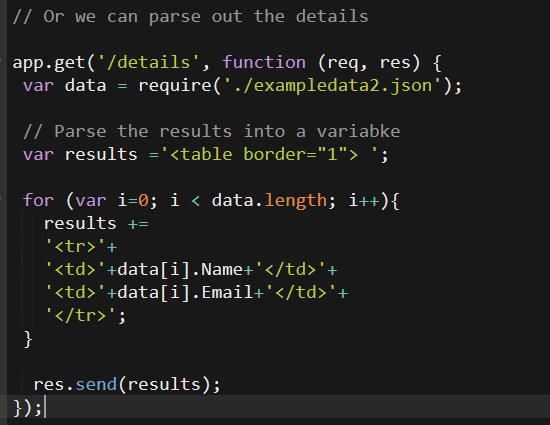 // Or we can parse out the details
app.get('/details', function (req, res) {
var data = require('./exampledata2.json');
// Parse the results into a variabke
var results ='<table border="1"> ';
for (var i=0; i < data.length; i++){
results +=
'<tr>'+
'<td>'+data[i].Name+'</td>'+
'<td>'+data[i].Email+'</td>'+
'</tr>';
}
res.send(results);
});